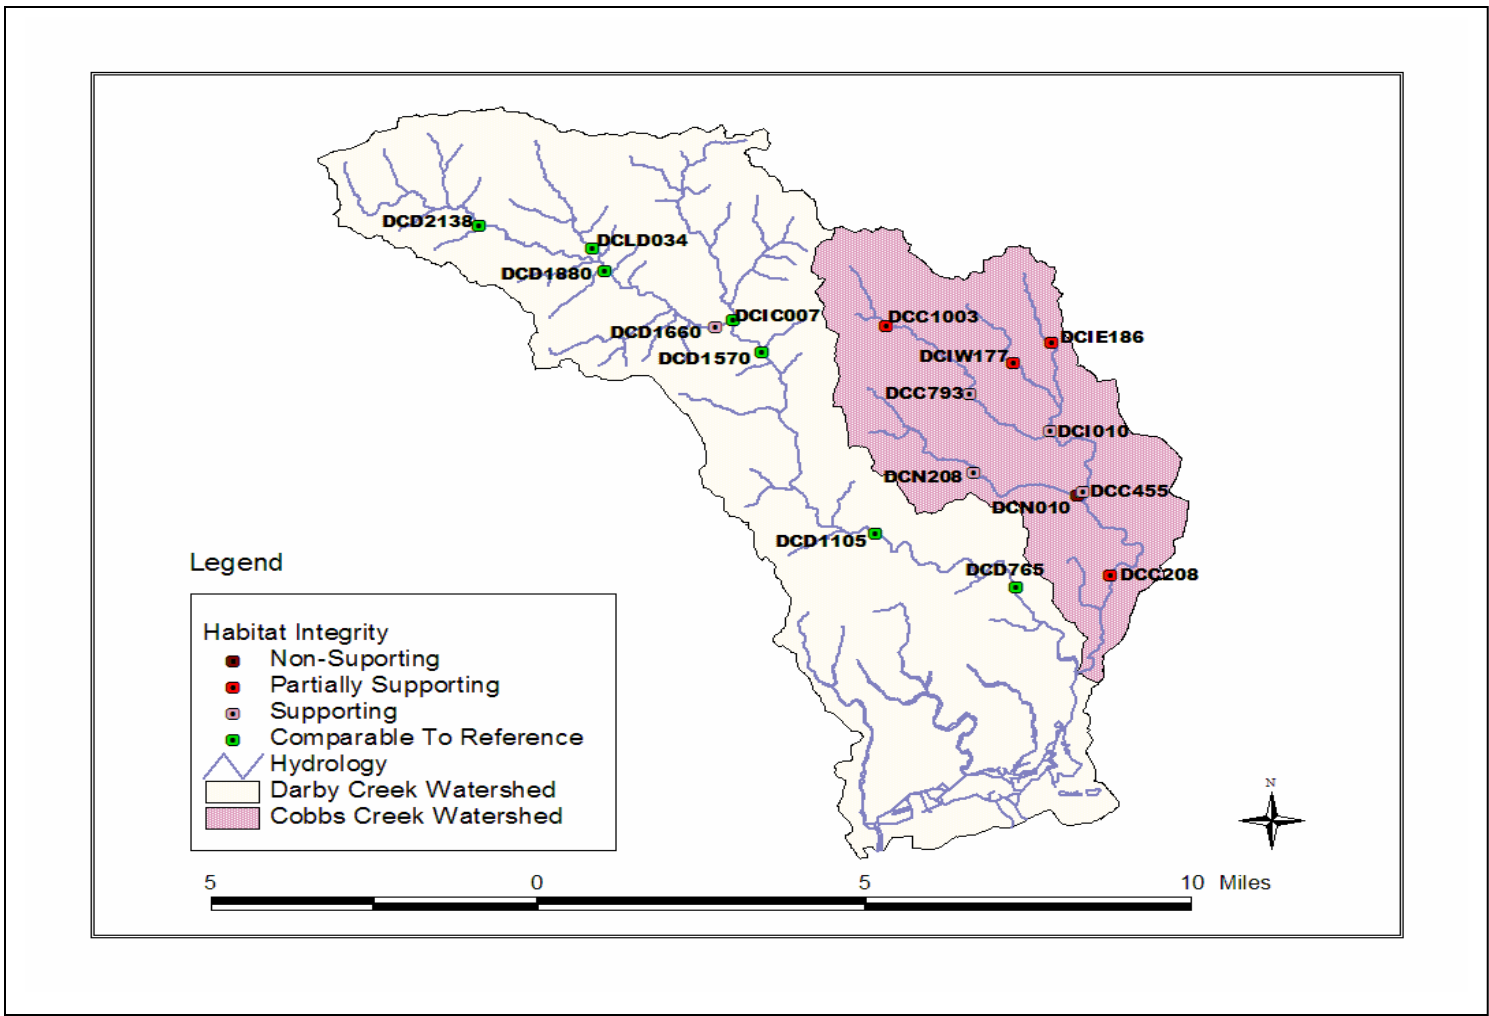 DCD2138
DCLD034
DCD1880
DCIC007
DCD1660
DCD1570
DCC1003
DCIE186
DCIW177
DCC793
DCI010
DCN208
DCC455
DCN010
DCD1105
DCD765
DCC208
Legend
Habitat Integrity
Non-Suporting
Partially Supporting
Supporting
Comparable To Reference
Hydrology
Darby Creek Watershed
Cobbs Creek Watershed
N
5 0 5 10 Miles